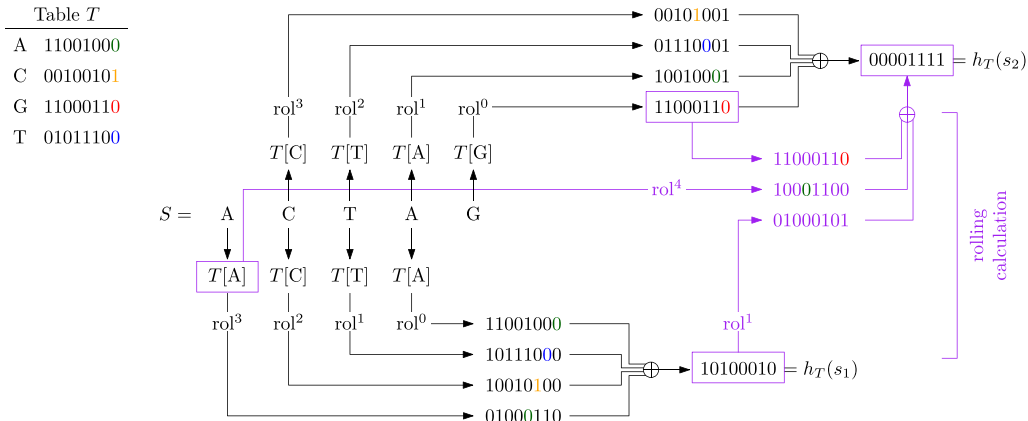 Table T
A 11001000
C 00100101
G 11000110
T 01011100
rol³ rol² rol¹ rol⁰
T[C] T[T] T[A] T[G]
S = A C T A G
T[A] T[C] T[T] T[A]
rol³ rol² rol¹ rol⁰
00101001
01110001
10010001
11000110
00001111 = h_T(s₂)
11000110
rol⁴ 10001100
01000101
rolling
calculation
rol¹
11001000
10111000
10010100
01000110
10100010 = h_T(s₁)